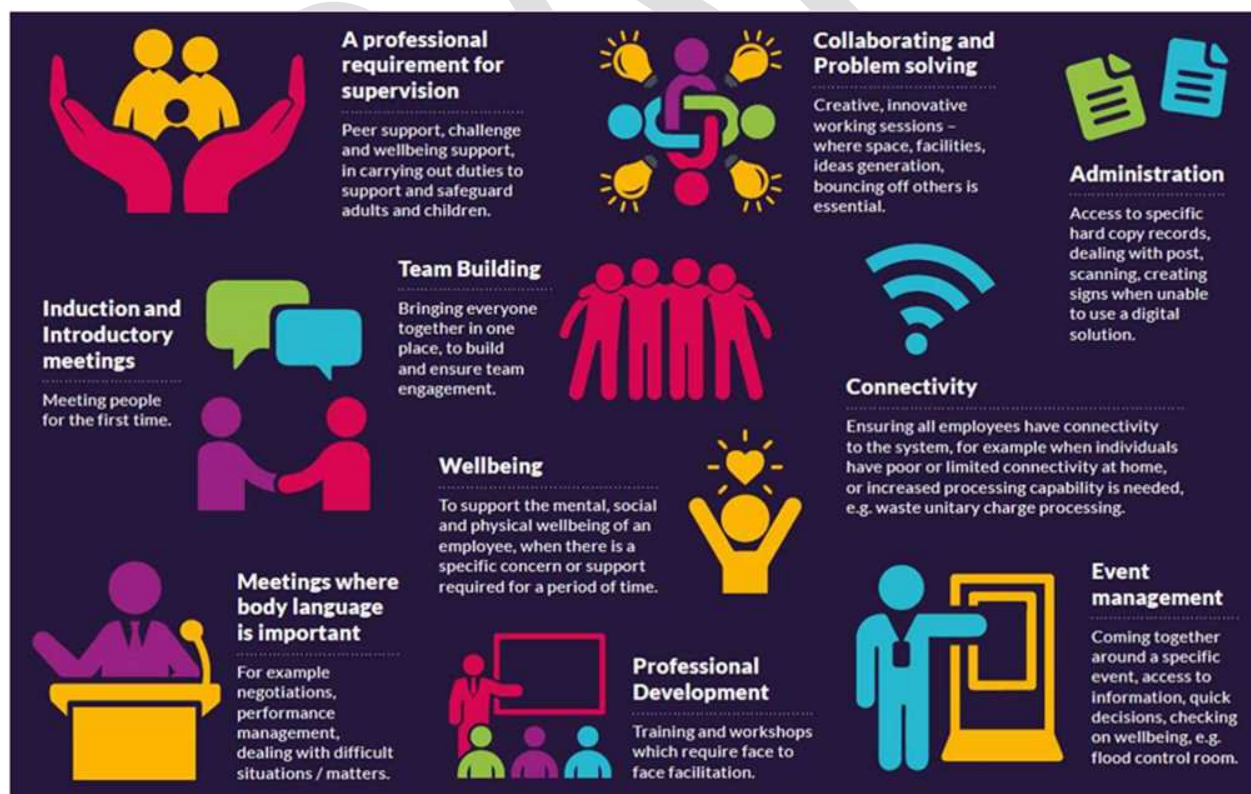 A professional
requirement for
supervision
Peer support, challenge
and wellbeing support,
in carrying out duties to
support and safeguard
adults and children.
Collaborating and
Problem solving
Creative, innovative
working sessions –
where space, facilities,
ideas generation,
bouncing off others is
essential.
Administration
Access to specific
hard copy records,
dealing with post,
scanning, creating
signs when unable
to use a digital
solution.
Induction and
Introductory
meetings
Meeting people
for the first time.
Team Building
Bringing everyone
together in one
place, to build
and ensure team
engagement.
Connectivity
Ensuring all employees have connectivity
to the system, for example when individuals
have poor or limited connectivity at home,
or increased processing capability is needed,
e.g. waste unitary charge processing.
Wellbeing
To support the mental, social
and physical wellbeing of an
employee, when there is a
specific concern or support
required for a period of time.
Meetings where
body language
is important
For example
negotiations,
performance
management,
dealing with difficult
situations / matters.
Professional
Development
Training and workshops
which require face to
face facilitation.
Event
management
Coming together
around a specific
event, access to
information, quick
decisions, checking
on wellbeing, e.g.
flood control room.